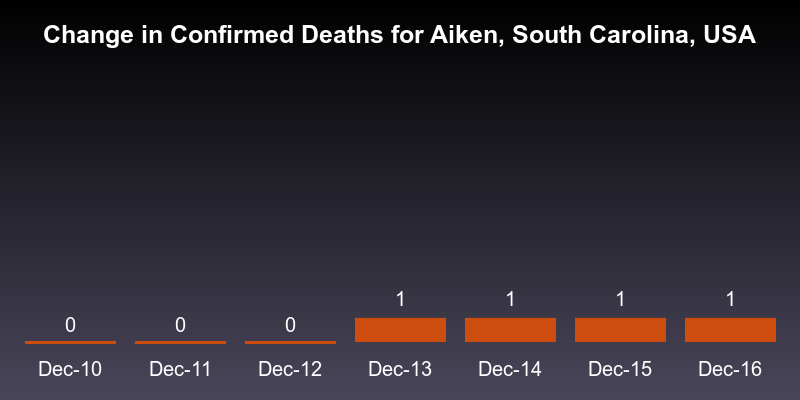 Change in Confirmed Deaths for Aiken, South Carolina, USA
0 0 0 1 1 1 1
Dec-10 Dec-11 Dec-12 Dec-13 Dec-14 Dec-15 Dec-16